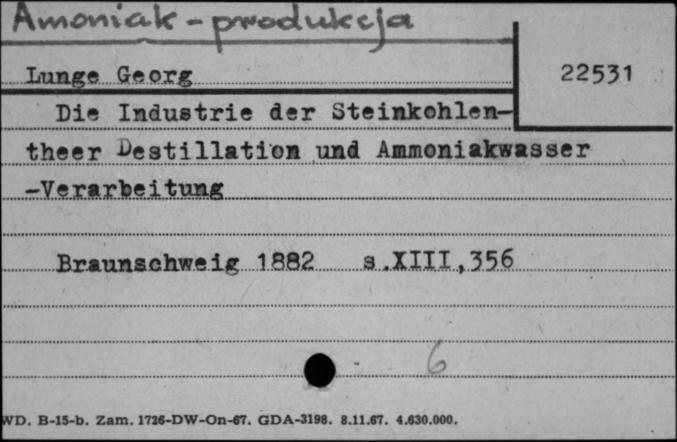 Amoniak - produkcja
Lunge Georg
22531
Die Industrie der Steinkohlen-
theer Destillation und Ammoniakwasser
-Verarbeitung
Braunschweig 1882 s.XIII,356
6
WD. B-15-b. Zam. 1726-DW-On-67. GDA-3198. 8.11.67. 4.630.000.